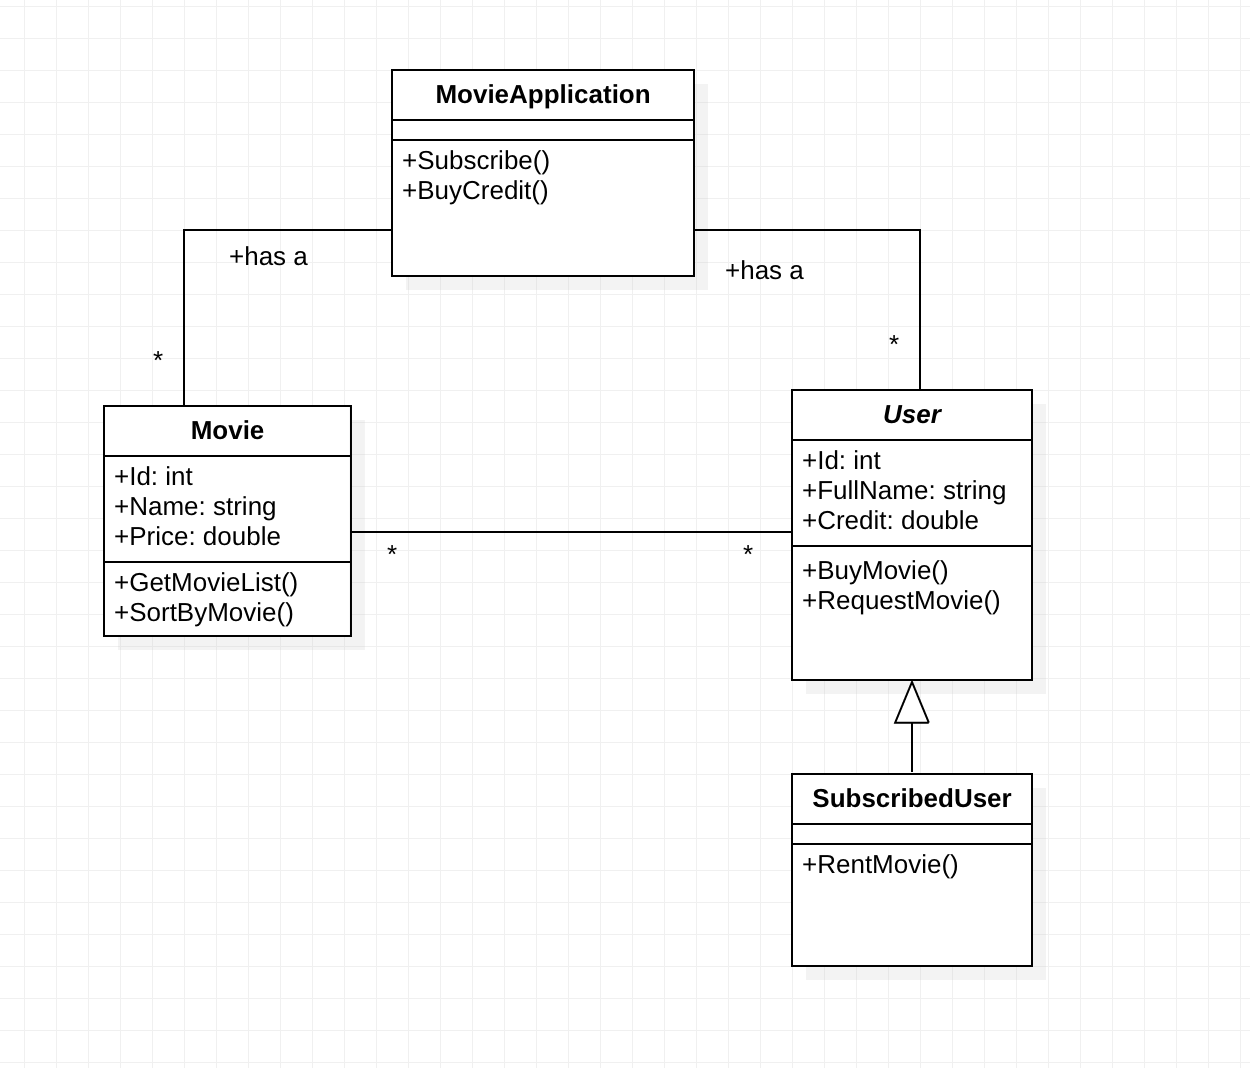 MovieApplication
+Subscribe()
+BuyCredit()
+has a
+has a
*
*
Movie
+Id: int
+Name: string
+Price: double
+GetMovieList()
+SortByMovie()
*
*
User
+Id: int
+FullName: string
+Credit: double
+BuyMovie()
+RequestMovie()
SubscribedUser
+RentMovie()